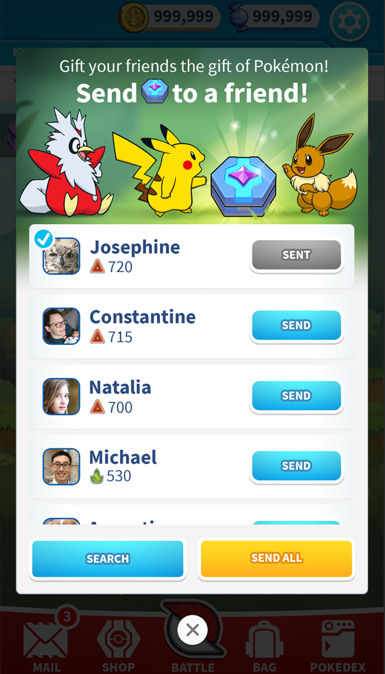 999,999
999,999
Gift your friends the gift of Pokémon!
Send to a friend!
Josephine
720
SENT
Constantine
715
SEND
Natalia
700
SEND
Michael
530
SEND
SEARCH
SEND ALL
3
MAIL
SHOP
BATTLE
BAG
POKEDEX